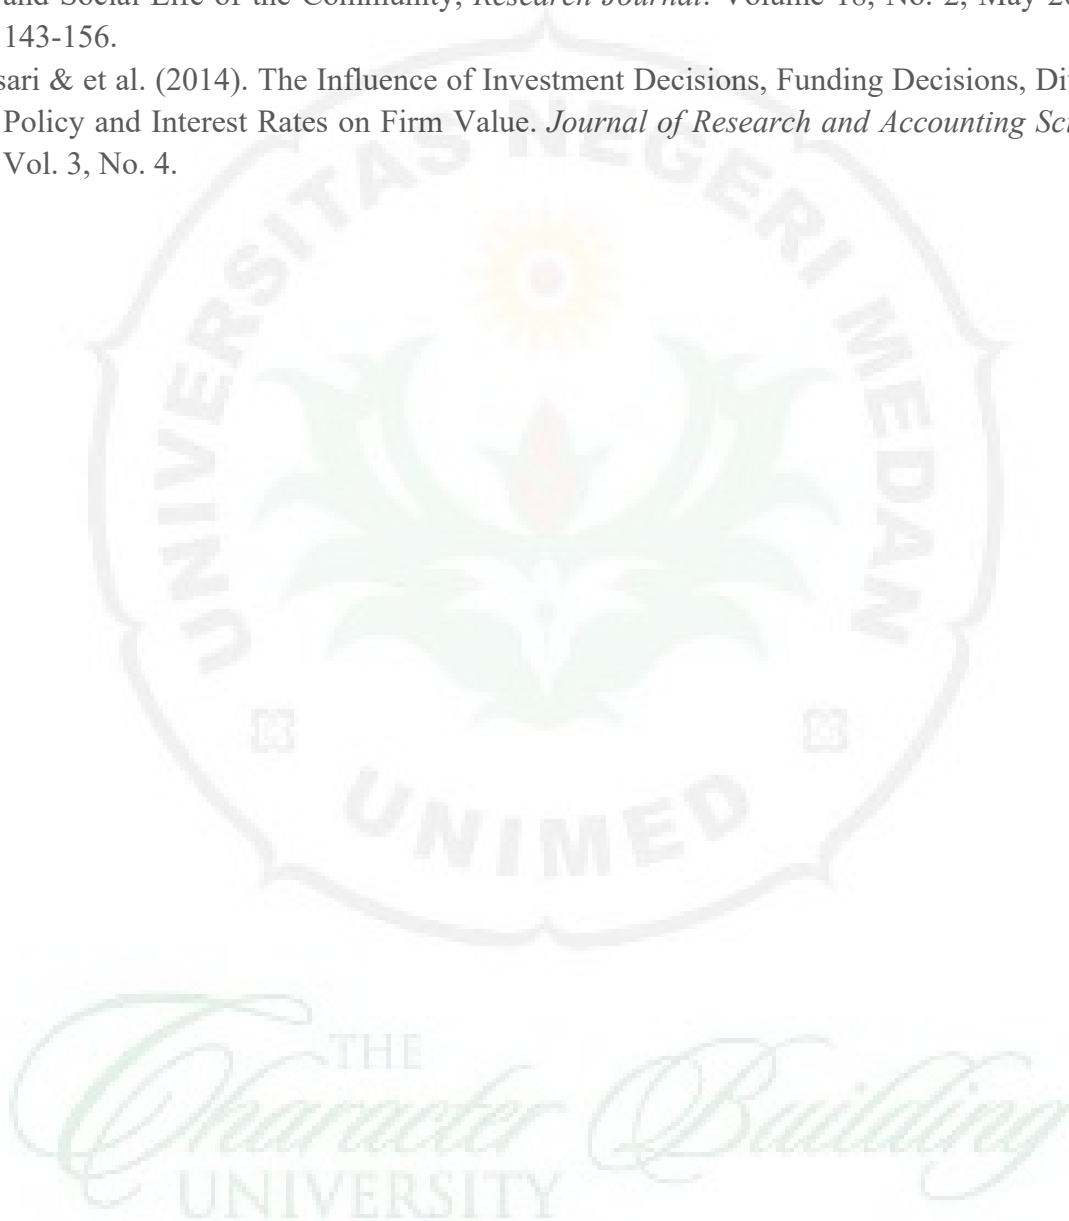 and Social Life of the Community, Research Journal. Volume 18, No. 2, May 20
143-156.
sari & et al. (2014). The Influence of Investment Decisions, Funding Decisions, Di
Policy and Interest Rates on Firm Value. Journal of Research and Accounting Sc
Vol. 3, No. 4.
UNIVERSITAS NEGERI MEDAN
UNIMED
THE
Character Building
UNIVERSITY